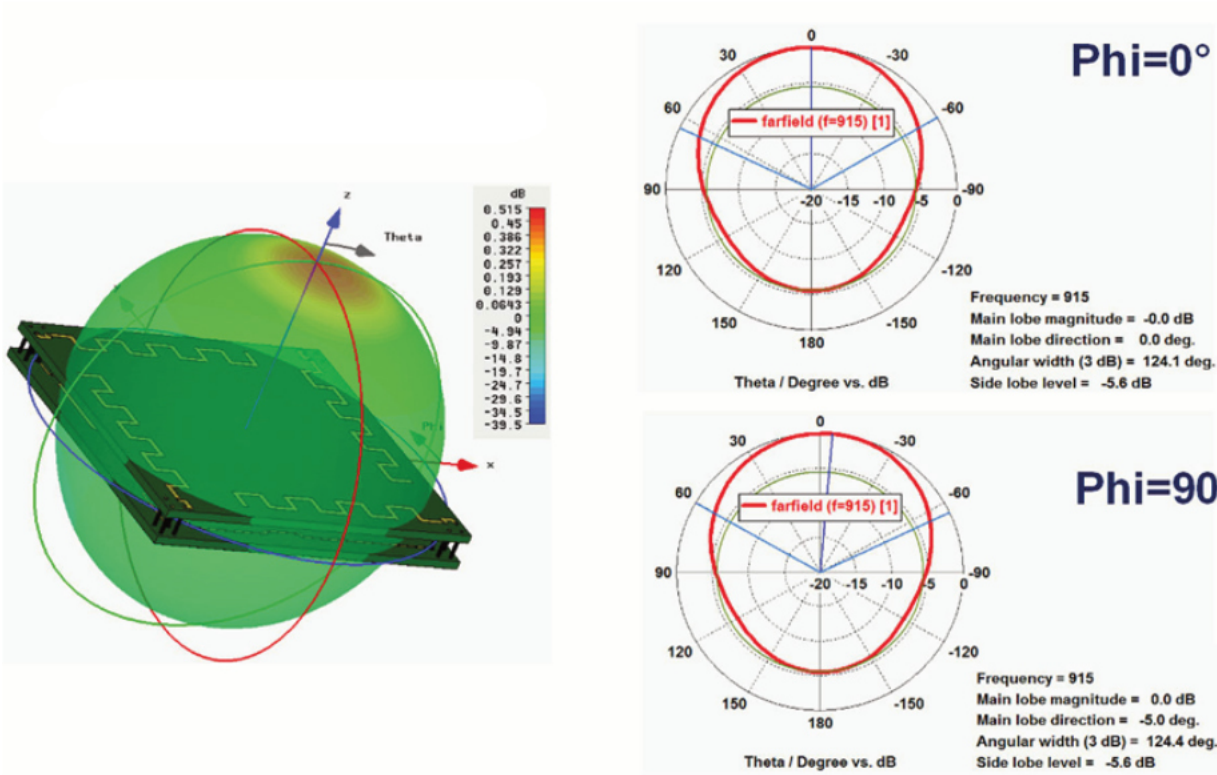 z
Theta
Phi
x
dB
0.515
0.45
0.386
0.322
0.257
0.193
0.129
0.0643
0
-4.94
-9.87
-14.8
-19.7
-24.7
-29.6
-34.5
-39.5
Phi=0°
0
30 -30
60 -60
farfield (f=915) [1]
90 -20 -15 -10 -5 0 -90
120 -120
150 -150
180
Theta / Degree vs. dB
Frequency = 915
Main lobe magnitude = -0.0 dB
Main lobe direction = 0.0 deg.
Angular width (3 dB) = 124.1 deg.
Side lobe level = -5.6 dB
Phi=90
0
30 -30
60 -60
farfield (f=915) [1]
90 -20 -15 -10 -5 0 -90
120 -120
150 -150
180
Theta / Degree vs. dB
Frequency = 915
Main lobe magnitude = 0.0 dB
Main lobe direction = -5.0 deg.
Angular width (3 dB) = 124.4 deg.
Side lobe level = -5.6 dB